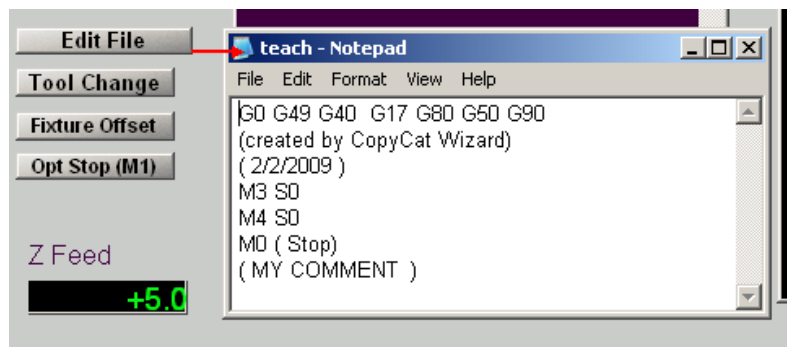 Edit File
Tool Change
Fixture Offset
Opt Stop (M1)
Z Feed
+5.0
teach - Notepad
File Edit Format View Help
G0 G49 G40 G17 G80 G50 G90
(created by CopyCat Wizard)
( 2/2/2009 )
M3 S0
M4 S0
M0 ( Stop)
( MY COMMENT )